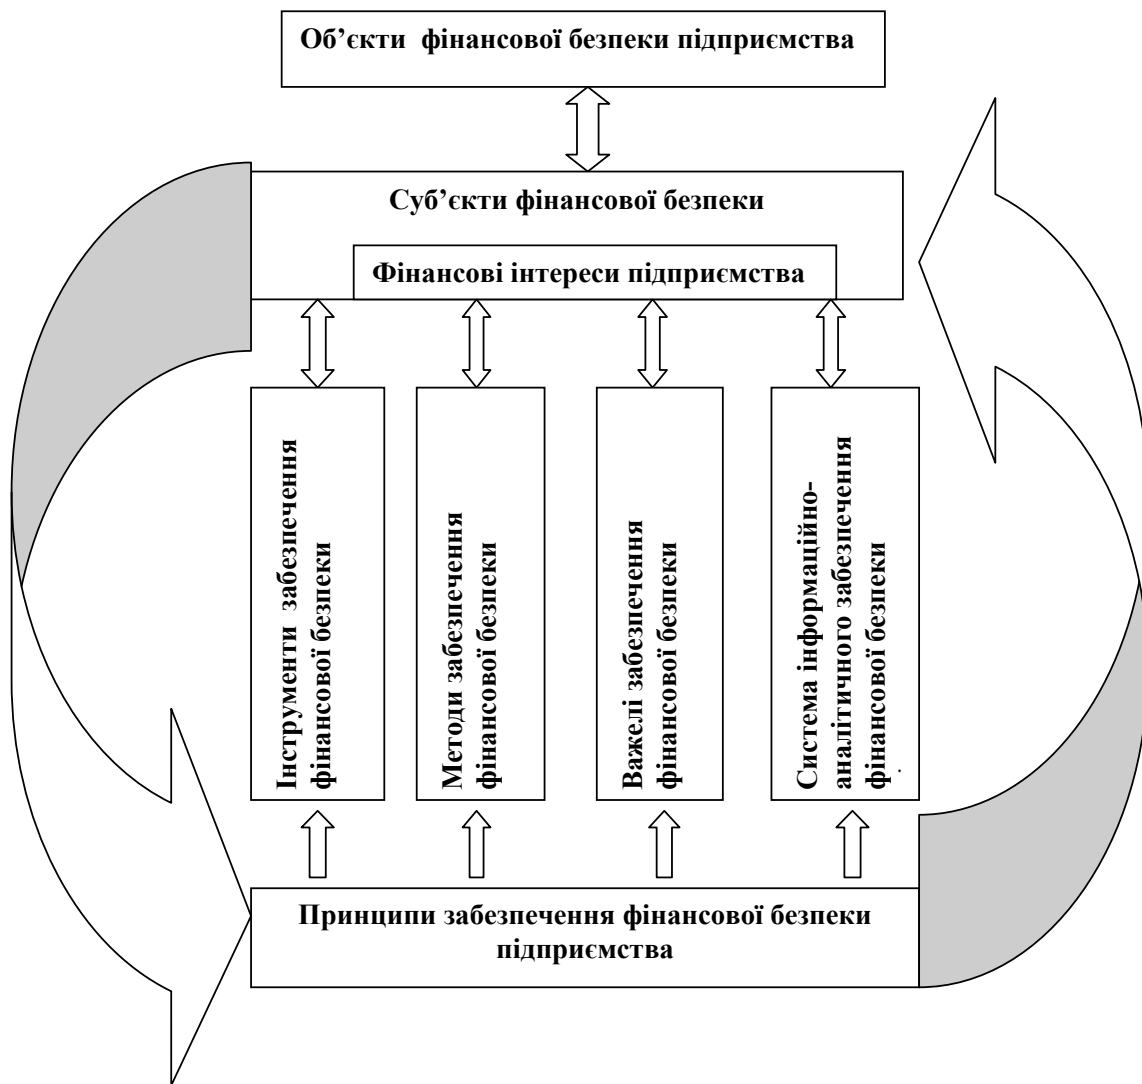 Об’єкти  фінансової безпеки підприємства
Суб’єкти фінансової безпеки
Фінансові інтереси підприємства
Інструменти  забезпечення
фінансової безпеки
Методи забезпечення
фінансової безпеки
Важелі забезпечення
фінансової безпеки
Система інформаційно-
аналітичного забезпечення
фінансової безпеки
.
Принципи забезпечення фінансової безпеки
підприємства